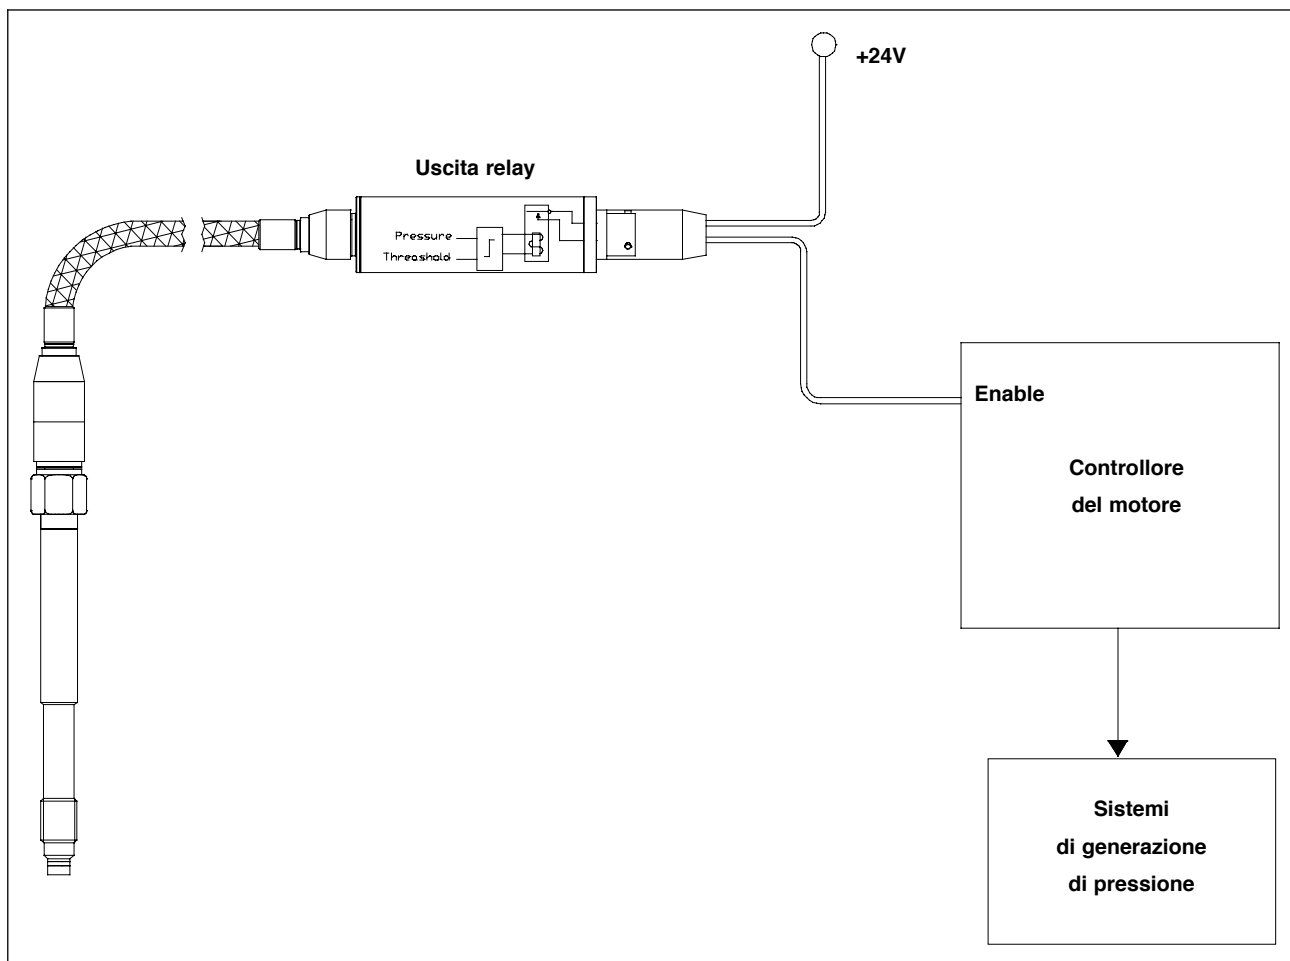 +24V
Uscita relay
Pressure
Threashold
Enable
Controllore
del motore
Sistemi
di generazione
di pressione